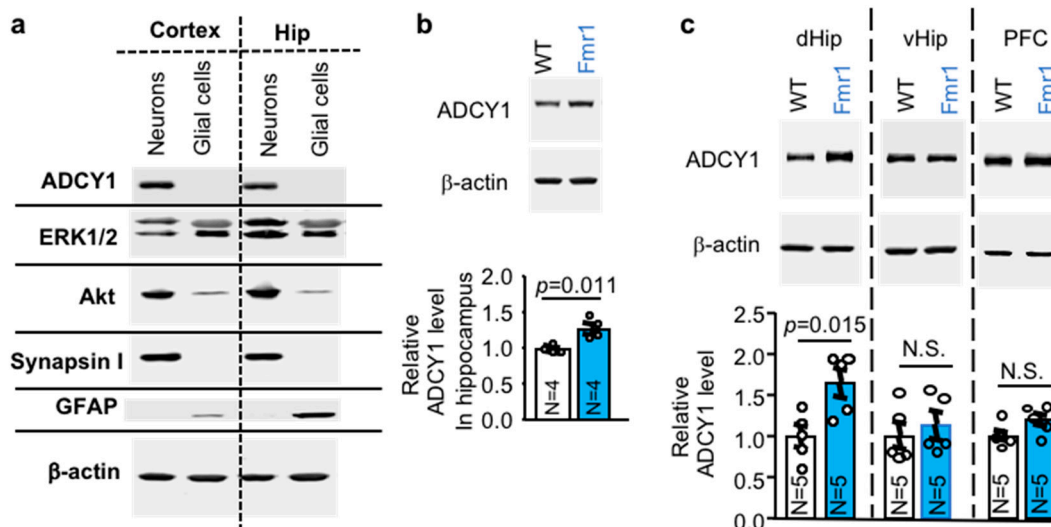 a
Cortex Hip
Neurons
Glial cells
Neurons
Glial cells
ADCY1
ERK1/2
Akt
Synapsin I
GFAP
β-actin
b
WT
Fmr1
ADCY1
β-actin
Relative
ADCY1 level
In hippocampus
2.0
1.5
1.0
0.5
0.0
p=0.011
N=4
N=4
c
dHip vHip PFC
WT
Fmr1
WT
Fmr1
WT
Fmr1
ADCY1
β-actin
Relative
ADCY1 level
2.5
2.0
1.5
1.0
0.5
0.0
p=0.015
N.S.
N.S.
N=5
N=5
N=5
N=5
N=5
N=5